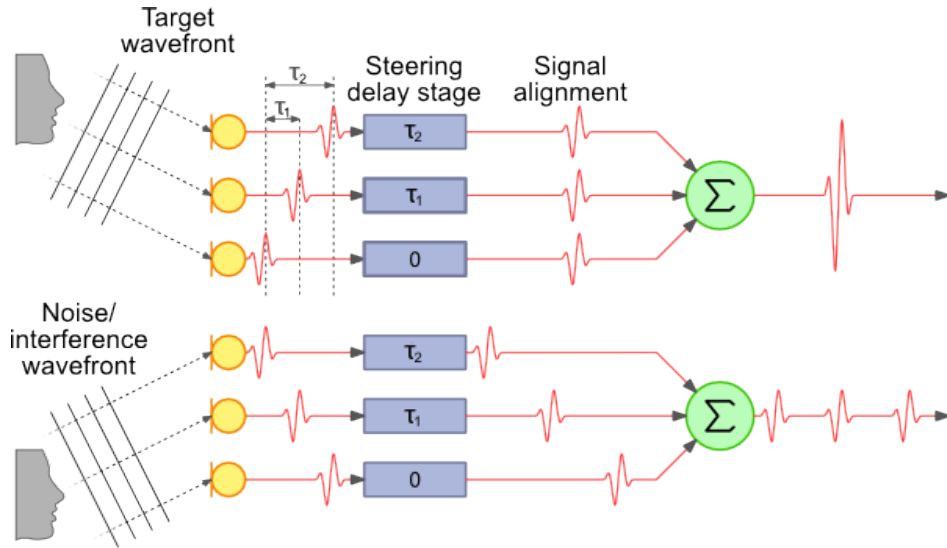 Target
wavefront
τ₂
τ₁
Steering
delay stage
Signal
alignment
τ₂
τ₁
0
Σ
Noise/
interference
wavefront
τ₂
τ₁
0
Σ